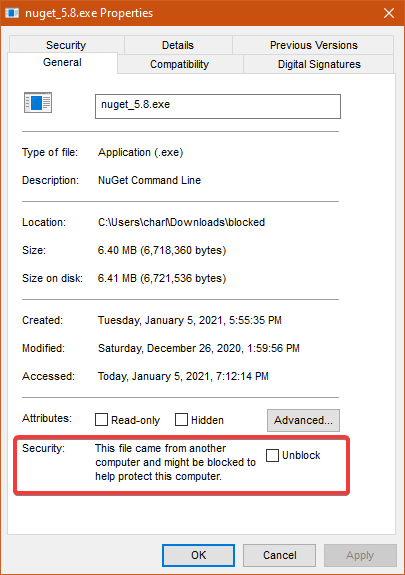 nuget_5.8.exe Properties
Security Details Previous Versions
General Compatibility Digital Signatures
nuget_5.8.exe
Type of file: Application (.exe)
Description: NuGet Command Line
Location: C:\Users\charl\Downloads\blocked
Size: 6.40 MB (6,718,360 bytes)
Size on disk: 6.41 MB (6,721,536 bytes)
Created: Tuesday, January 5, 2021, 5:55:35 PM
Modified: Saturday, December 26, 2020, 1:59:56 PM
Accessed: Today, January 5, 2021, 7:12:14 PM
Attributes: Read-only Hidden Advanced...
Security: This file came from another
computer and might be blocked to Unblock
help protect this computer.
OK Cancel Apply